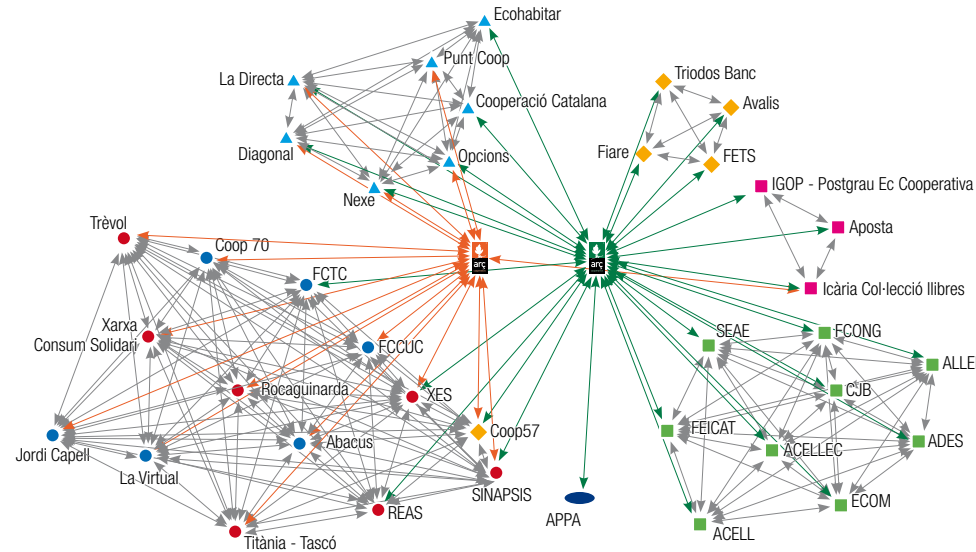 Ecohabitar
Punt Coop
La Directa
Cooperació Catalana
Diagonal
Opcions
Nexe
Triodos Banc
Avalis
Fiare
FETS
IGOP - Postgrau Ec Cooperativa
Aposta
Icària Col·lecció llibres
Trèvol
Coop 70
FCTC
arç
arç
Xarxa
Consum Solidari
FCCUC
Rocaguinarda
XES
Jordi Capell
La Virtual
Abacus
Coop57
SINAPSIS
REAS
Titània - Tascó
APPA
SEAE
FCONG
ALLE
CJB
FEICAT
ACELLEC
ADES
ECOM
ACELL